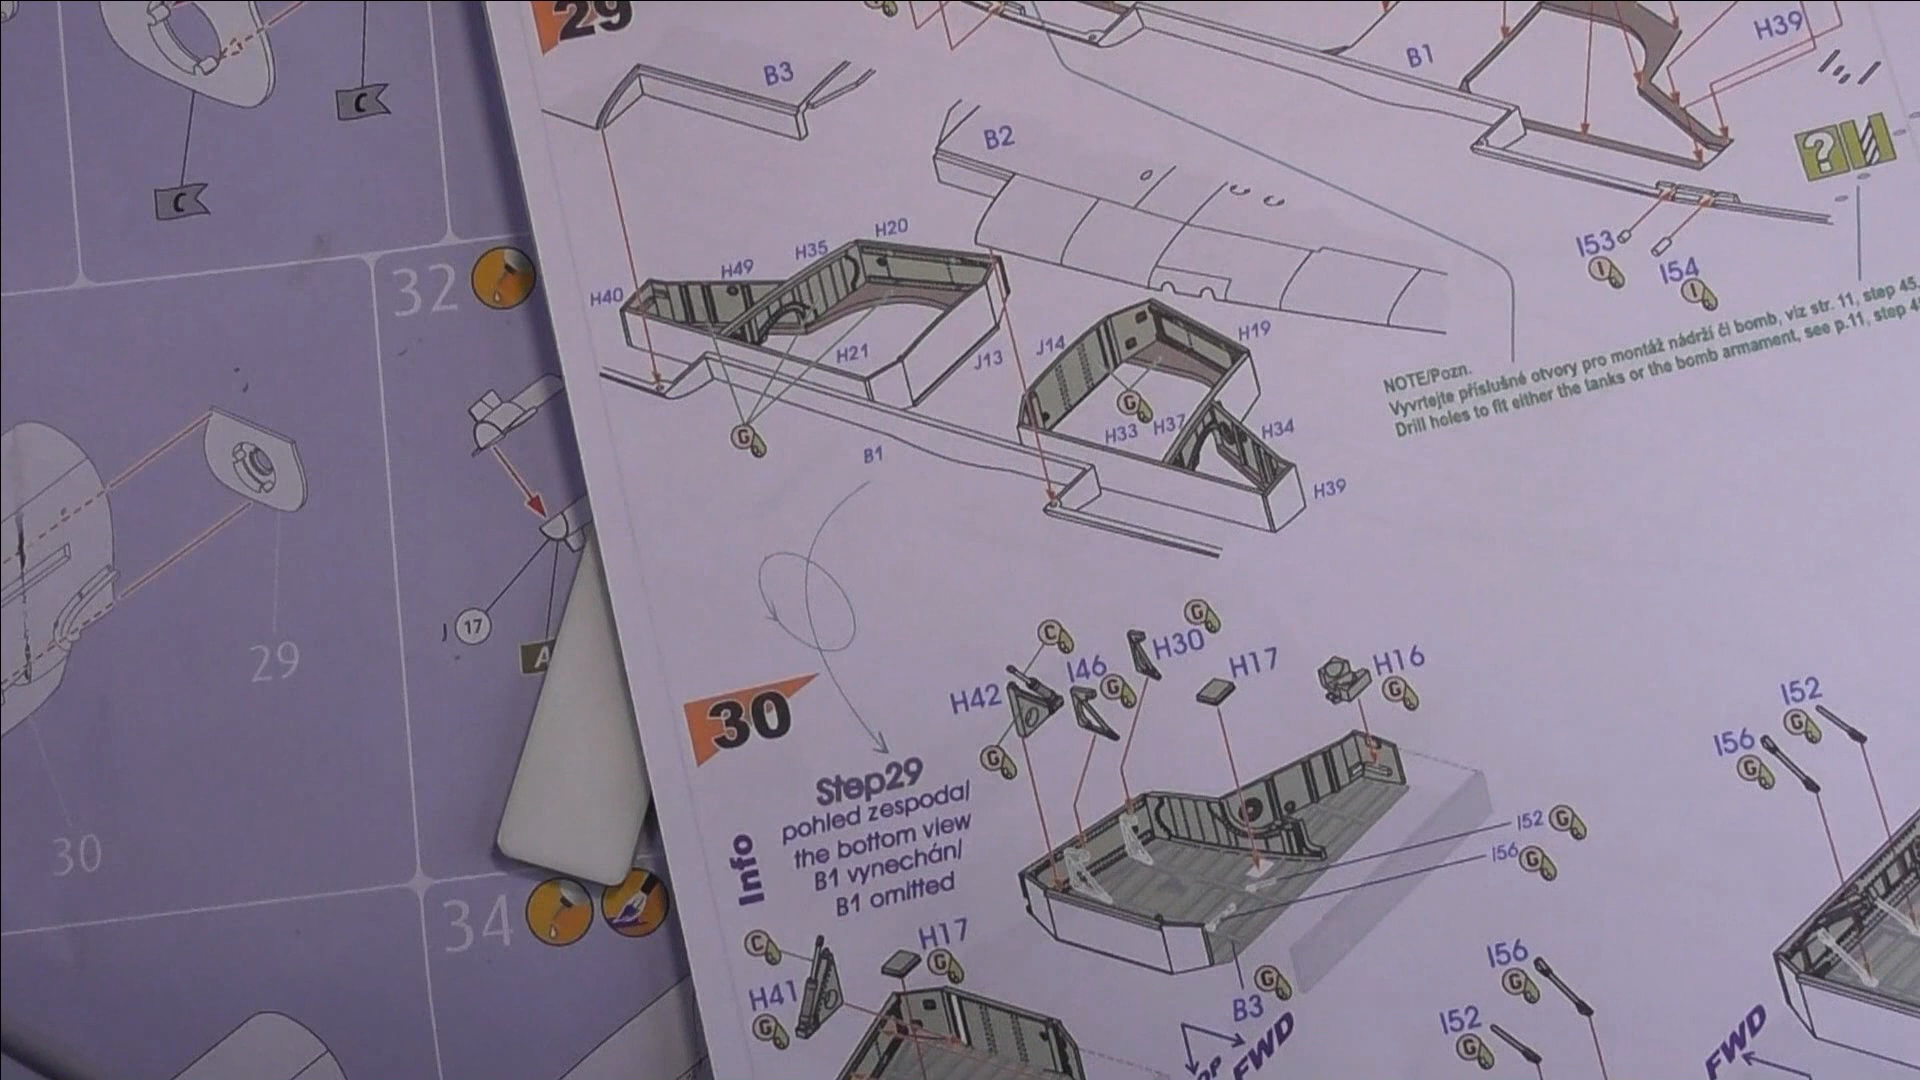 C
C
32
29
30
J 17
A
34
29
B3
B2
B1
H39
I53
I
I54
I
H40
H49
H35
H20
H21
J13
J14
H19
H33
H37
H34
H39
G
G
B1
NOTE/Pozn.
Vyvrtejte příslušné otvory pro montáž nádrží či bomb, viz str. 11, step 45.
Drill holes to fit either the tanks or the bomb armament, see p.11, step 4
30
Info
Step29
pohled zespoda/
the bottom view
B1 vynechán/
B1 omitted
C
H42
G
I46
G
H30
G
H17
H16
G
I52
G
I56
G
B3
G
FWD
C
H41
G
H17
G
I52
G
I56
G
I56
G
I52
G
FWD